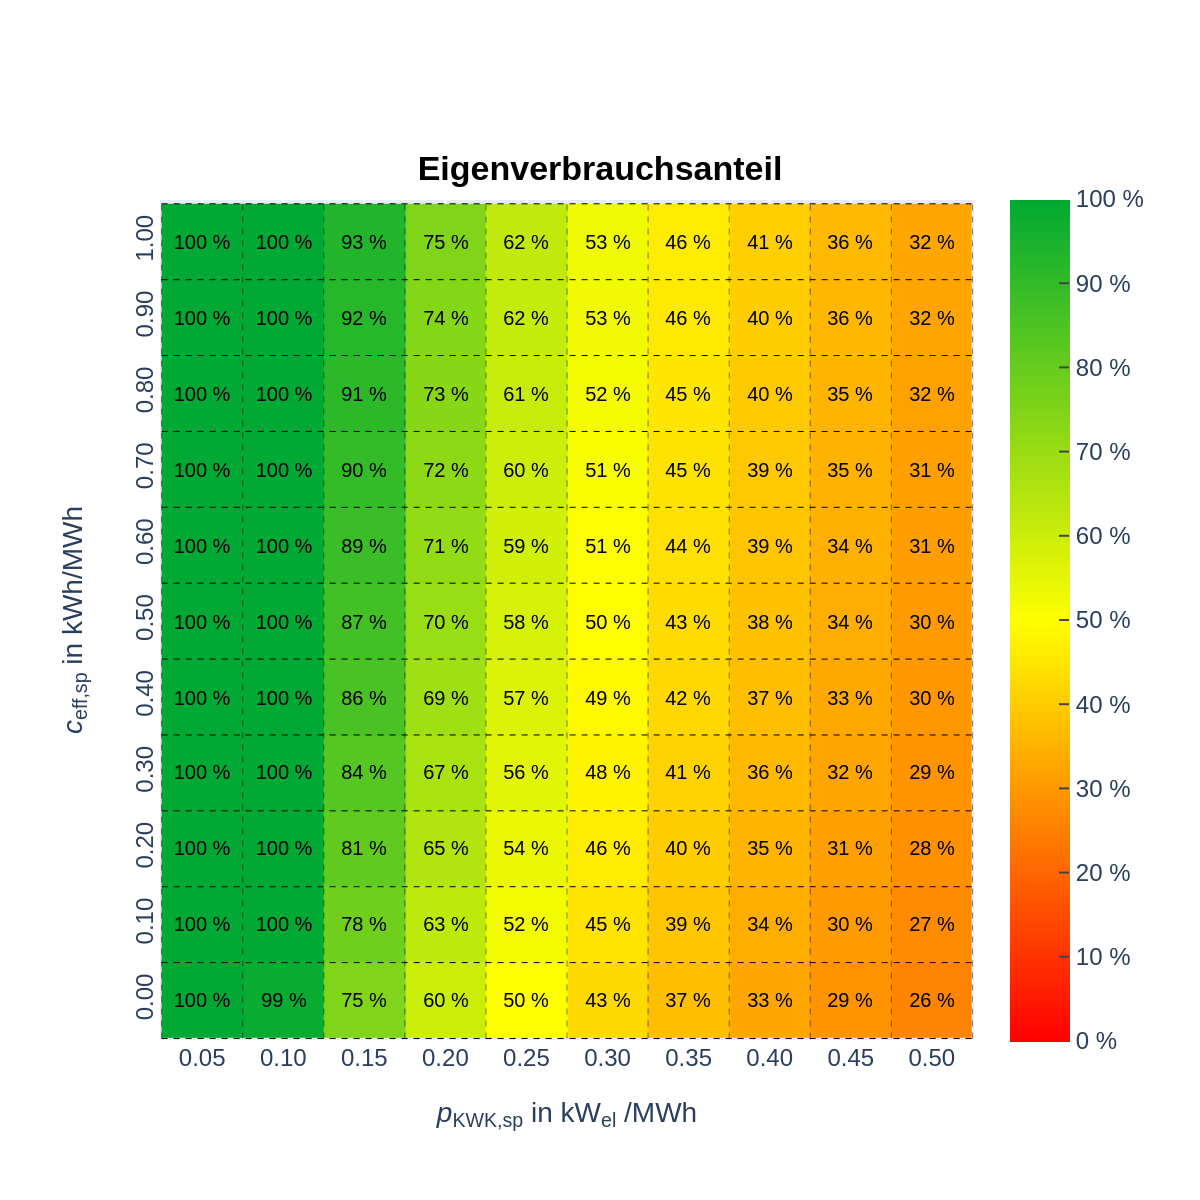 Eigenverbrauchsanteil
1.00 100 % 100 % 93 % 75 % 62 % 53 % 46 % 41 % 36 % 32 %
0.90 100 % 100 % 92 % 74 % 62 % 53 % 46 % 40 % 36 % 32 %
0.80 100 % 100 % 91 % 73 % 61 % 52 % 45 % 40 % 35 % 32 %
0.70 100 % 100 % 90 % 72 % 60 % 51 % 45 % 39 % 35 % 31 %
0.60 100 % 100 % 89 % 71 % 59 % 51 % 44 % 39 % 34 % 31 %
0.50 100 % 100 % 87 % 70 % 58 % 50 % 43 % 38 % 34 % 30 %
0.40 100 % 100 % 86 % 69 % 57 % 49 % 42 % 37 % 33 % 30 %
0.30 100 % 100 % 84 % 67 % 56 % 48 % 41 % 36 % 32 % 29 %
0.20 100 % 100 % 81 % 65 % 54 % 46 % 40 % 35 % 31 % 28 %
0.10 100 % 100 % 78 % 63 % 52 % 45 % 39 % 34 % 30 % 27 %
0.00 100 % 99 % 75 % 60 % 50 % 43 % 37 % 33 % 29 % 26 %
0.05 0.10 0.15 0.20 0.25 0.30 0.35 0.40 0.45 0.50
pKWK,sp in kWel /MWh
ceff,sp in kWh/MWh
100 %
90 %
80 %
70 %
60 %
50 %
40 %
30 %
20 %
10 %
0 %